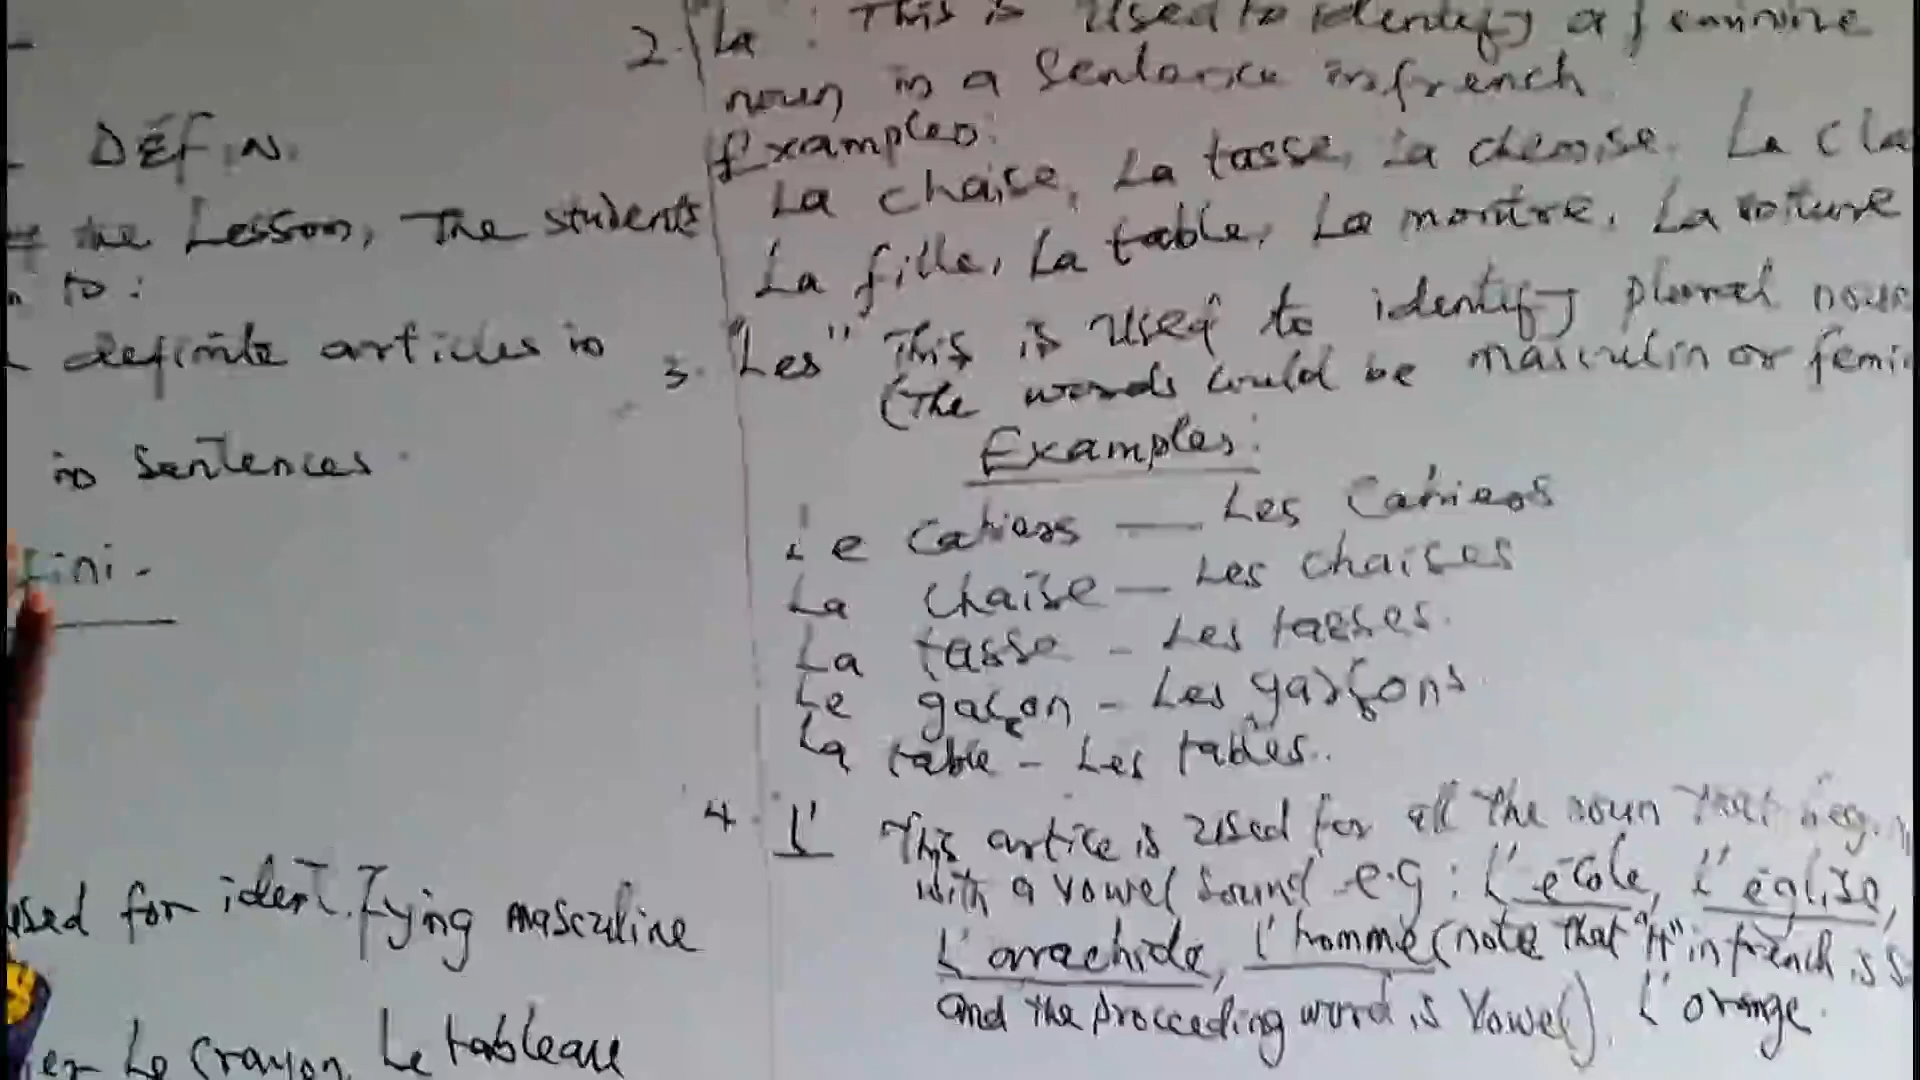 DÉFIN.
the Lesson, The students
to:
definite articles in
in Sentences.
fini.
used for identifying masculine
er Le crayon, Le tableau
2. La : This is used to identify a feminine
noun in a Sentence in french
Examples:
La chaise, La tasse, La chemise. La cla
La fille, La table, La montre, La voiture
3. "Les" This is used to identify plural noun
(The words could be masculin or femi
Examples:
Le cahiers — Les cahiers
La chaise — Les chaises
La tasse - Les tasses.
Le gaçon - Les garçons
La table - Les tables..
4. L' This artice is used for all the noun that beg
with a vowel sound e.g : L'école, L'église,
L'arachide, L'homme (note that "H" in french is s
and the proceeding word is Vowel). L'orange.